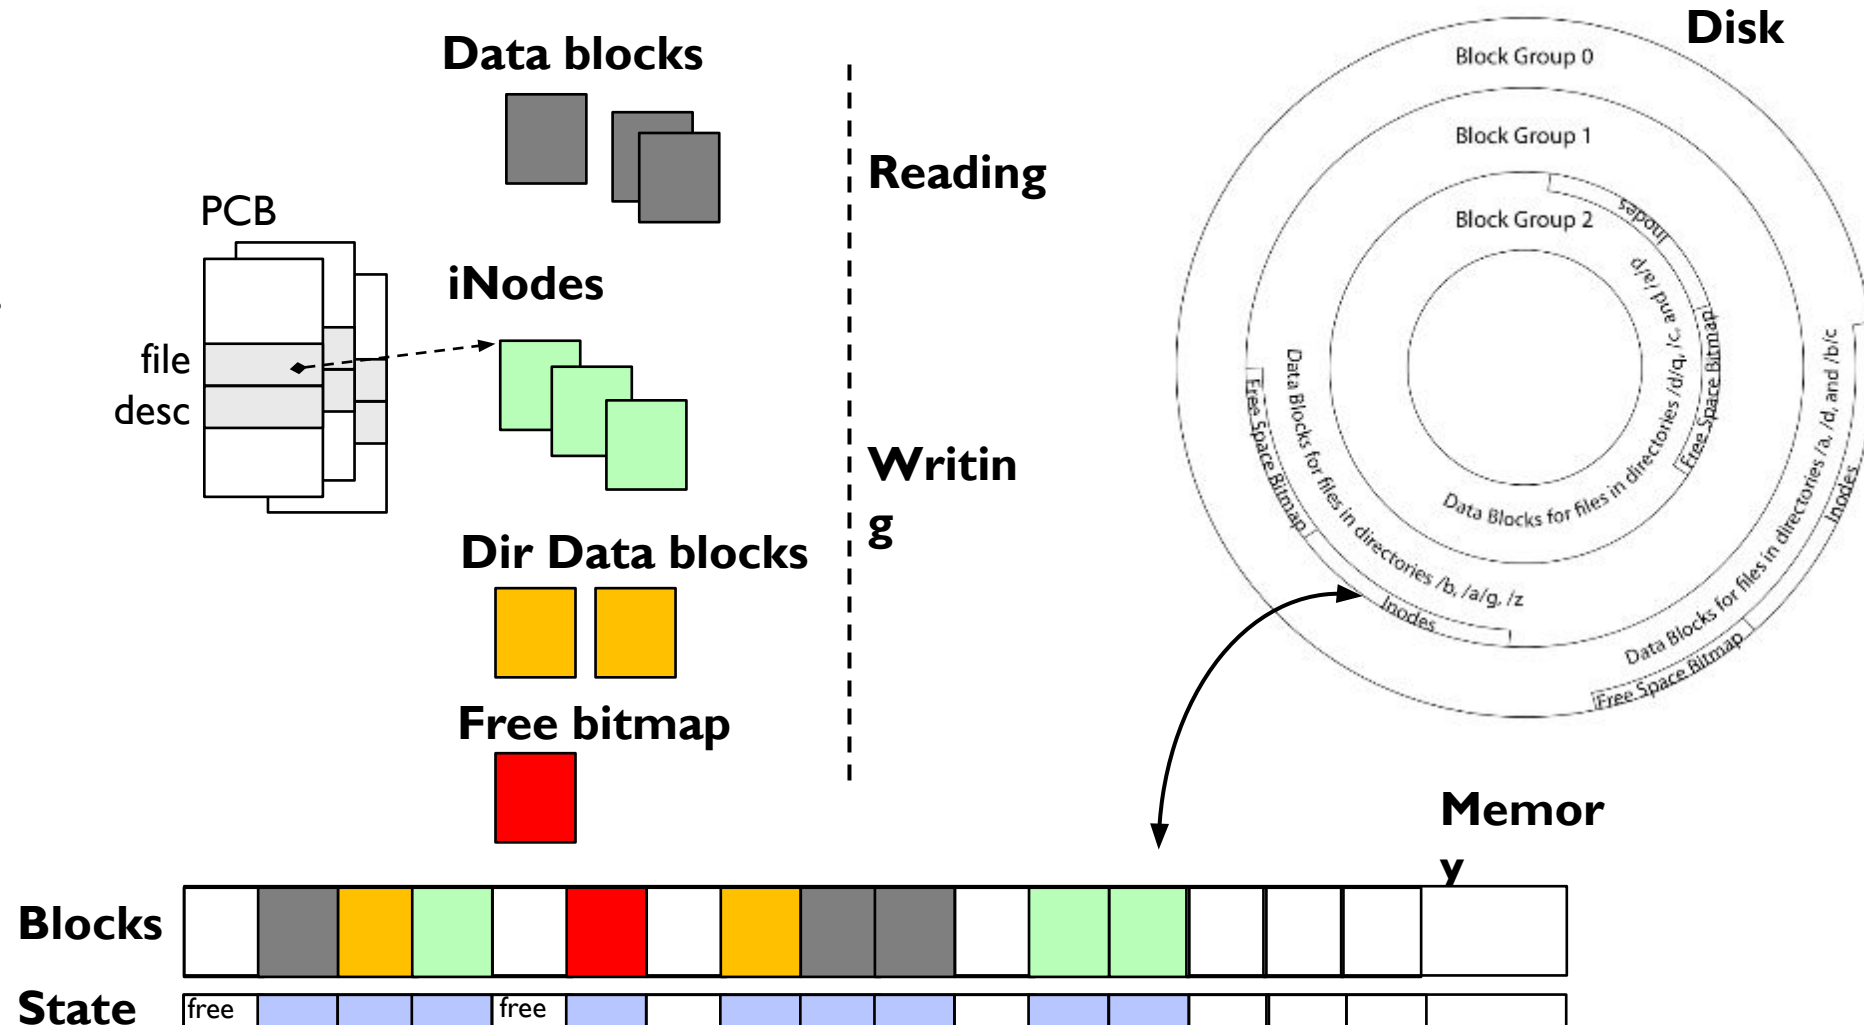 Disk
Data blocks
Block Group 0
Block Group 1
Reading
PCB
Block Group 2
Inodes
iNodes
file
desc
Free Space Bitmap
Data Blocks for files in directories /d/q, /c, and /a/p
Free Space Bitmap
Data Blocks for files in directories /b, /a/g, /z
Inodes
Data Blocks for files in directories /a, /d, and /b/c
Inodes
Free Space Bitmap
Writin
g
Dir Data blocks
Free bitmap
Memor
y
Blocks
State
free
free